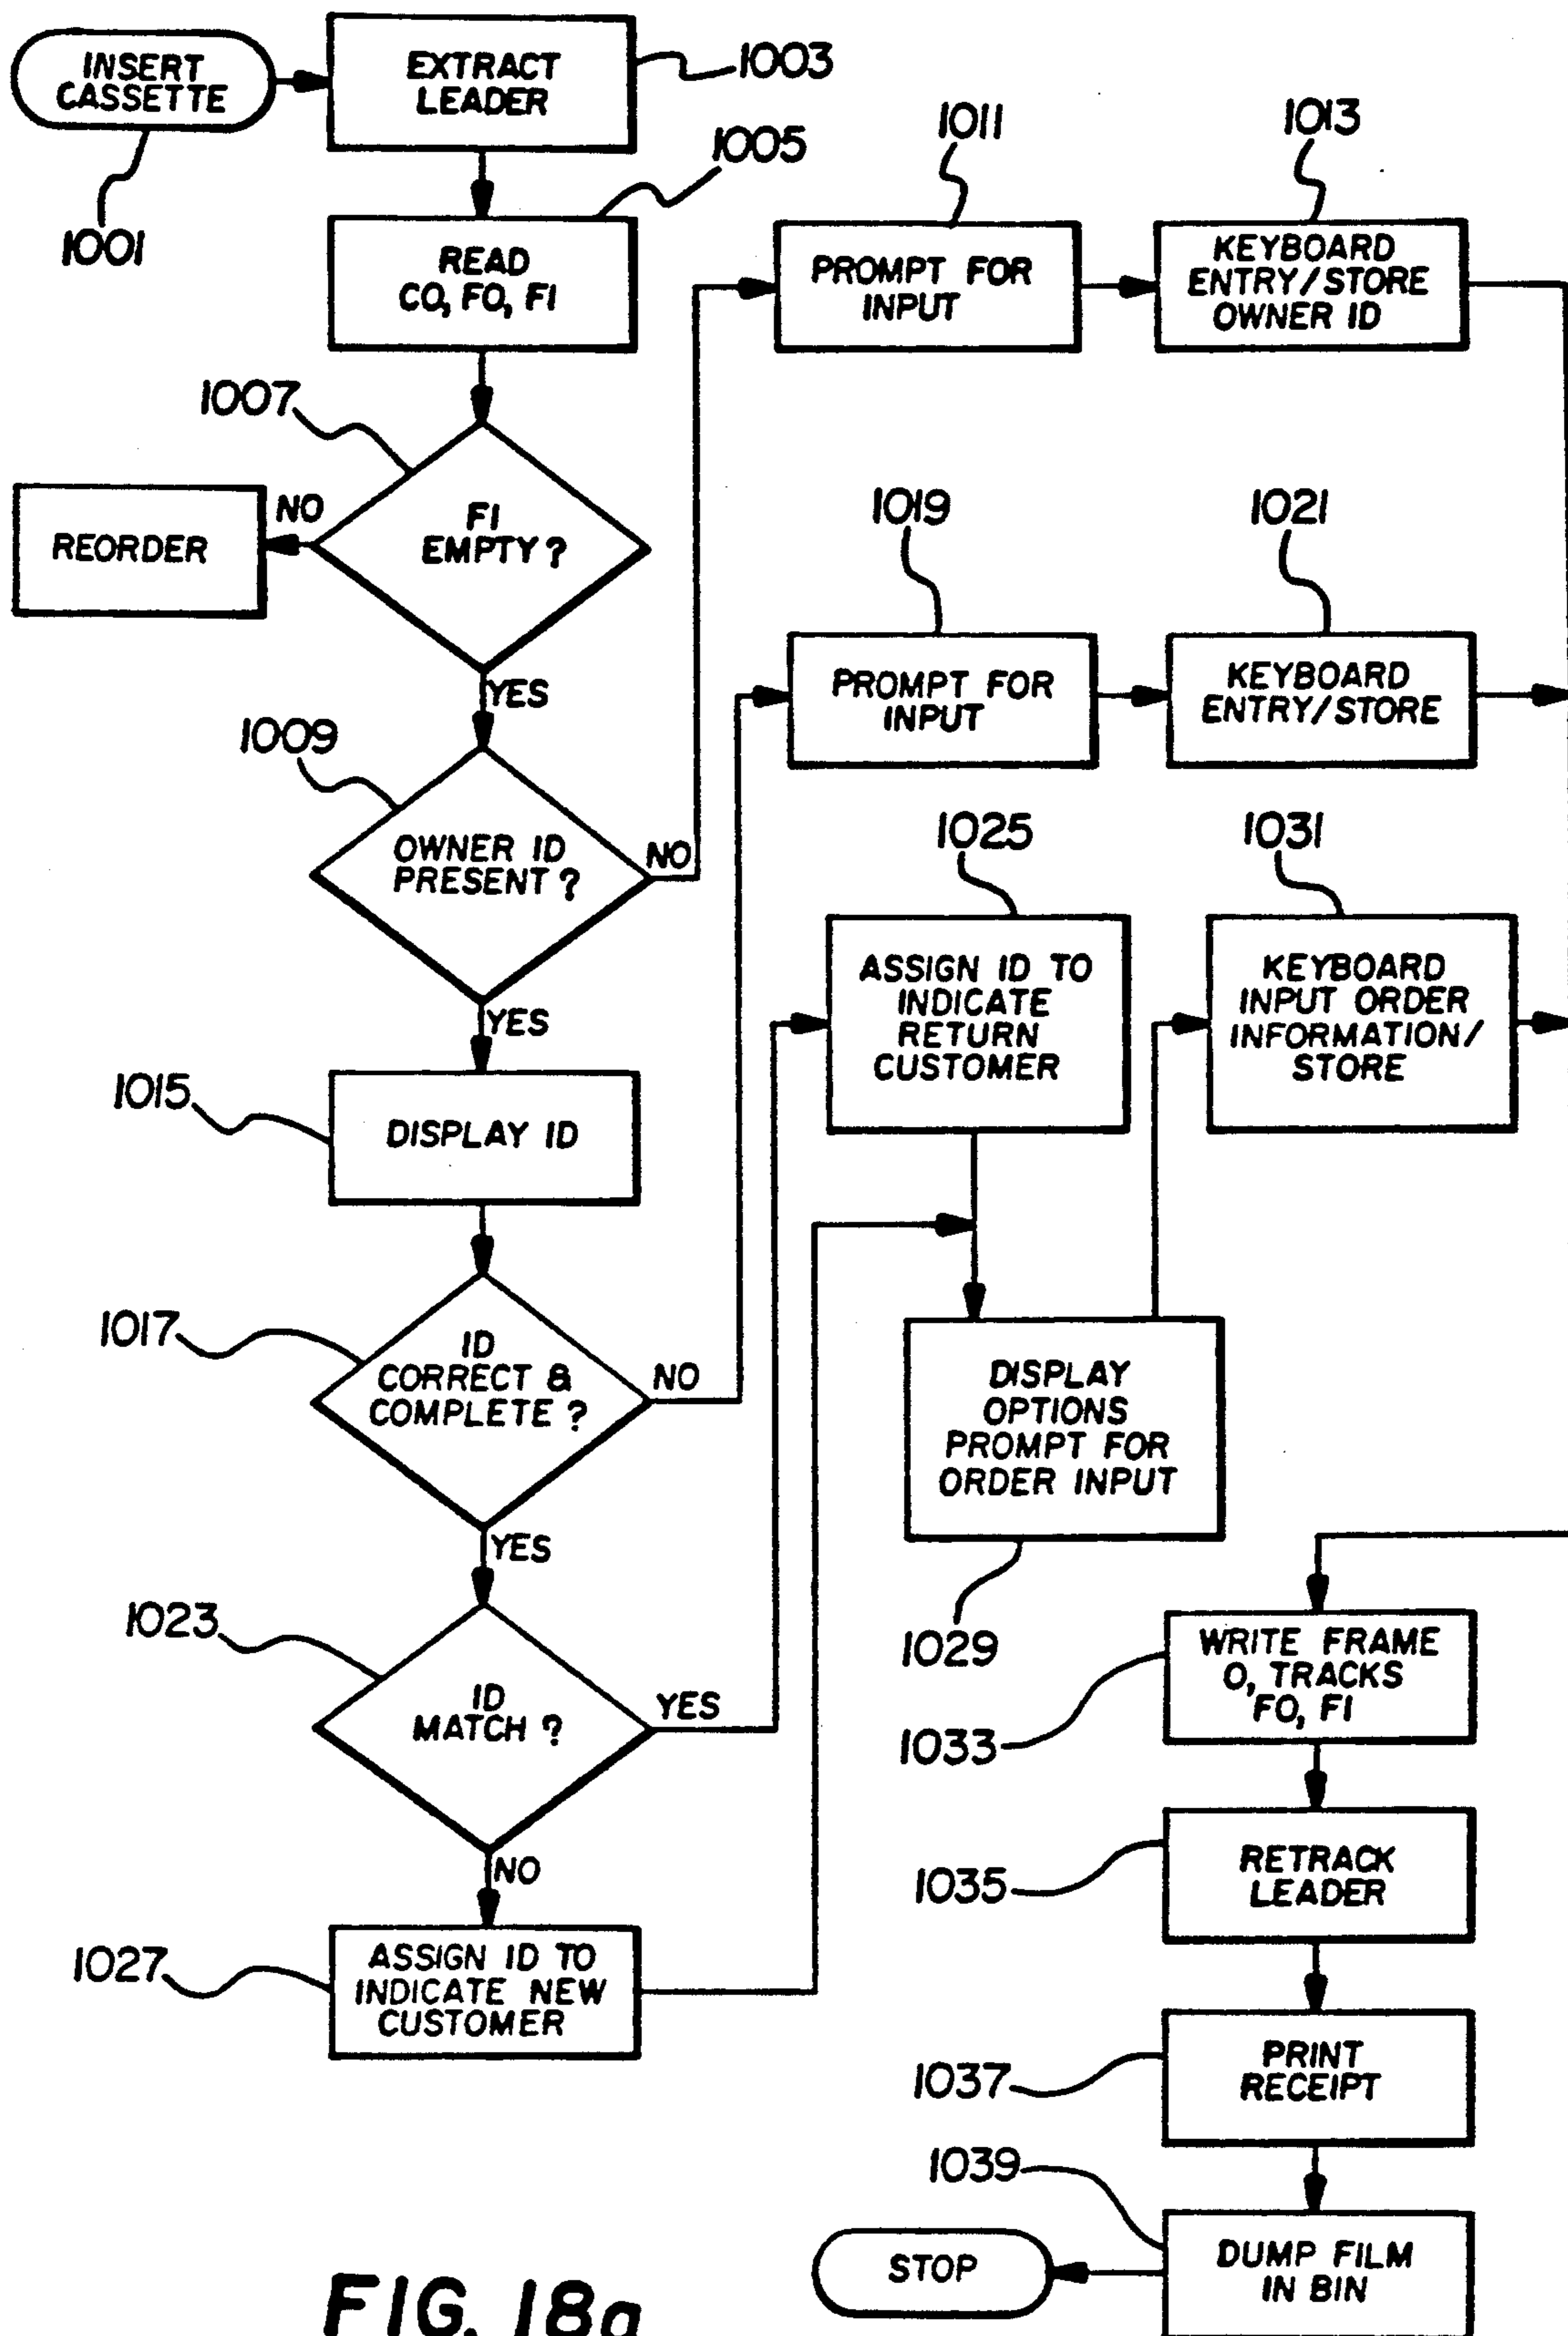 INSERT
CASSETTE
1001
EXTRACT
LEADER
1003
1005
READ
CO, FO, FI
1007
FI
EMPTY ?
NO
REORDER
YES
1009
OWNER ID
PRESENT ?
NO
YES
1011
PROMPT FOR
INPUT
1013
KEYBOARD
ENTRY/STORE
OWNER ID
1015
DISPLAY ID
1017
ID
CORRECT &
COMPLETE ?
NO
YES
1019
PROMPT FOR
INPUT
1021
KEYBOARD
ENTRY/STORE
1023
ID
MATCH ?
YES
NO
1025
ASSIGN ID TO
INDICATE
RETURN
CUSTOMER
1027
ASSIGN ID TO
INDICATE NEW
CUSTOMER
DISPLAY
OPTIONS
PROMPT FOR
ORDER INPUT
1029
1031
KEYBOARD
INPUT ORDER
INFORMATION/
STORE
WRITE FRAME
O, TRACKS
FO, FI
1033
RETRACK
LEADER
1035
PRINT
RECEIPT
1037
1039
DUMP FILM
IN BIN
STOP
FIG. 18a